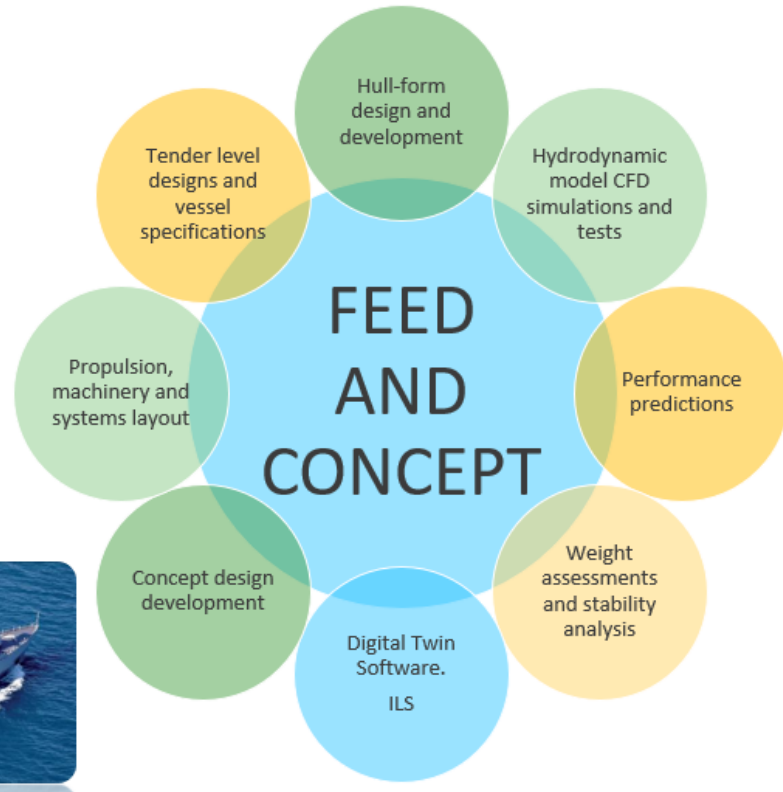 Hull-form
design and
development
Hydrodynamic
model CFD
simulations and
tests
Performance
predictions
Weight
assessments
and stability
analysis
Digital Twin
Software.
ILS
Concept design
development
Propulsion,
machinery and
systems layout
Tender level
designs and
vessel
specifications
FEED
AND
CONCEPT